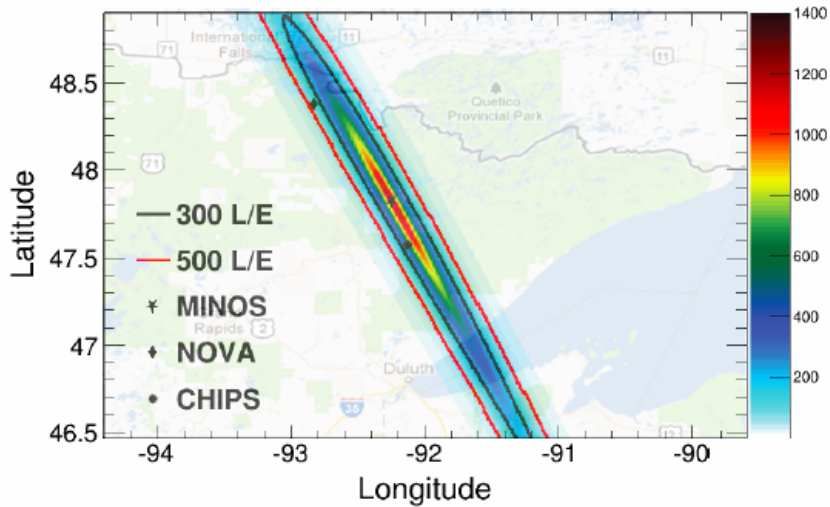 International
Falls
71
11
11
Quetico
Provincial Park
71
300 L/E
500 L/E
MINOS
Rapids
2
NOVA
Duluth
CHIPS
35
2
Latitude
48.5
48
47.5
47
46.5
-94
-93
-92
-91
-90
Longitude
1400
1200
1000
800
600
400
200